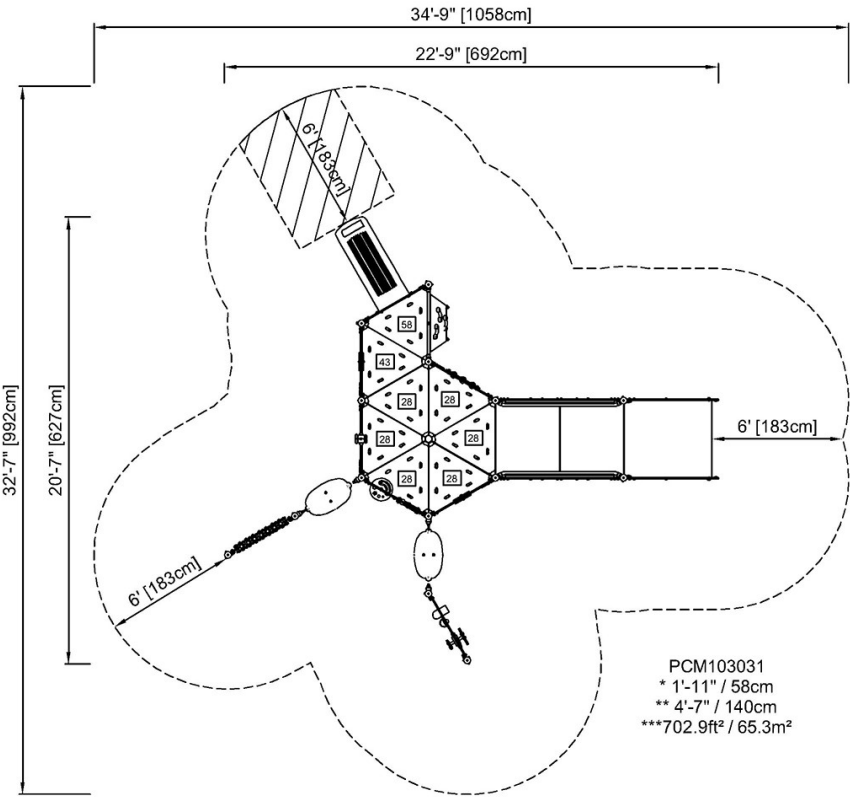 34'-9" [1058cm]
22'-9" [692cm]
6' [183cm]
58
43
28
28
28
28
28
28
6' [183cm]
32'-7" [992cm]
20'-7" [627cm]
6' [183cm]
PCM103031
* 1'-11" / 58cm
** 4'-7" / 140cm
***702.9ft² / 65.3m²